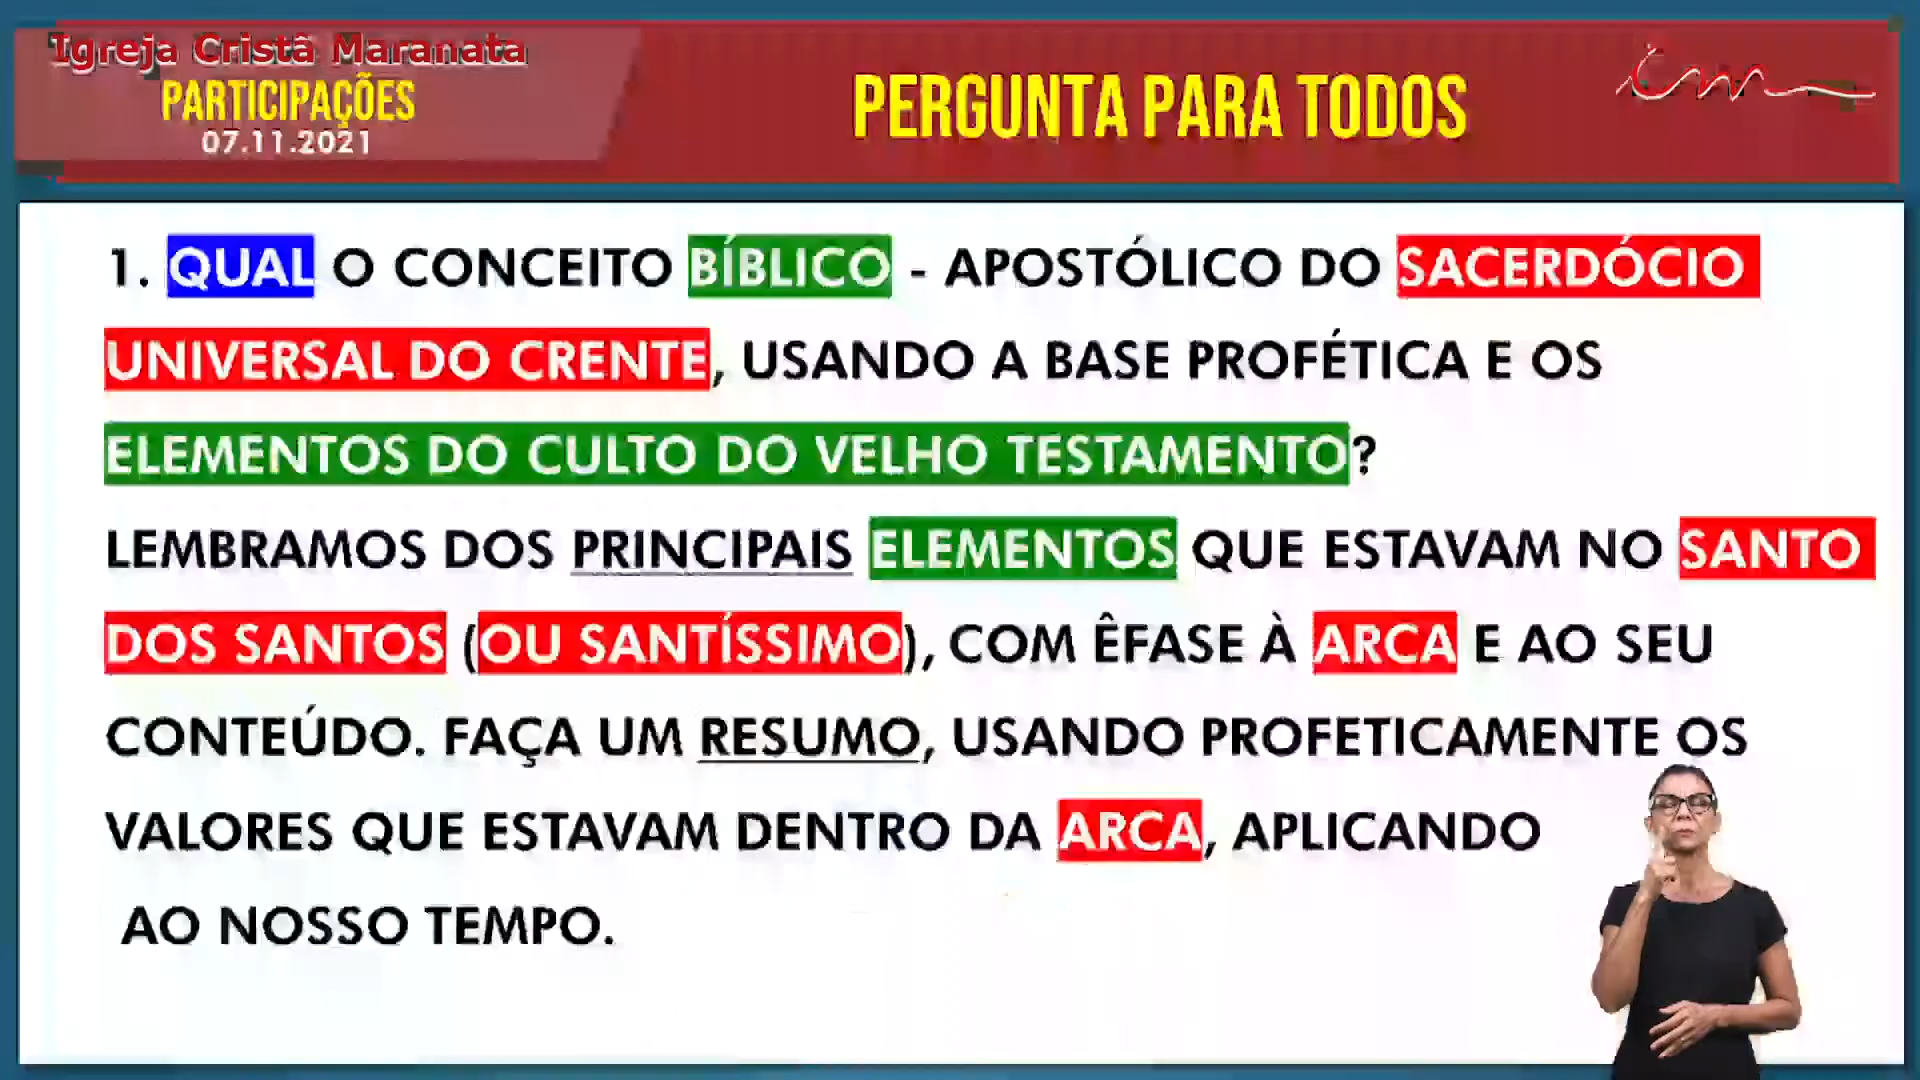 Igreja Cristã Maranata
PARTICIPAÇÕES
07.11.2021
PERGUNTA PARA TODOS
1. QUAL O CONCEITO BÍBLICO - APOSTÓLICO DO SACERDÓCIO
UNIVERSAL DO CRENTE, USANDO A BASE PROFÉTICA E OS
ELEMENTOS DO CULTO DO VELHO TESTAMENTO?
LEMBRAMOS DOS PRINCIPAIS ELEMENTOS QUE ESTAVAM NO SANTO
DOS SANTOS (OU SANTÍSSIMO), COM ÊFASE À ARCA E AO SEU
CONTEÚDO. FAÇA UM RESUMO, USANDO PROFETICAMENTE OS
VALORES QUE ESTAVAM DENTRO DA ARCA, APLICANDO
AO NOSSO TEMPO.